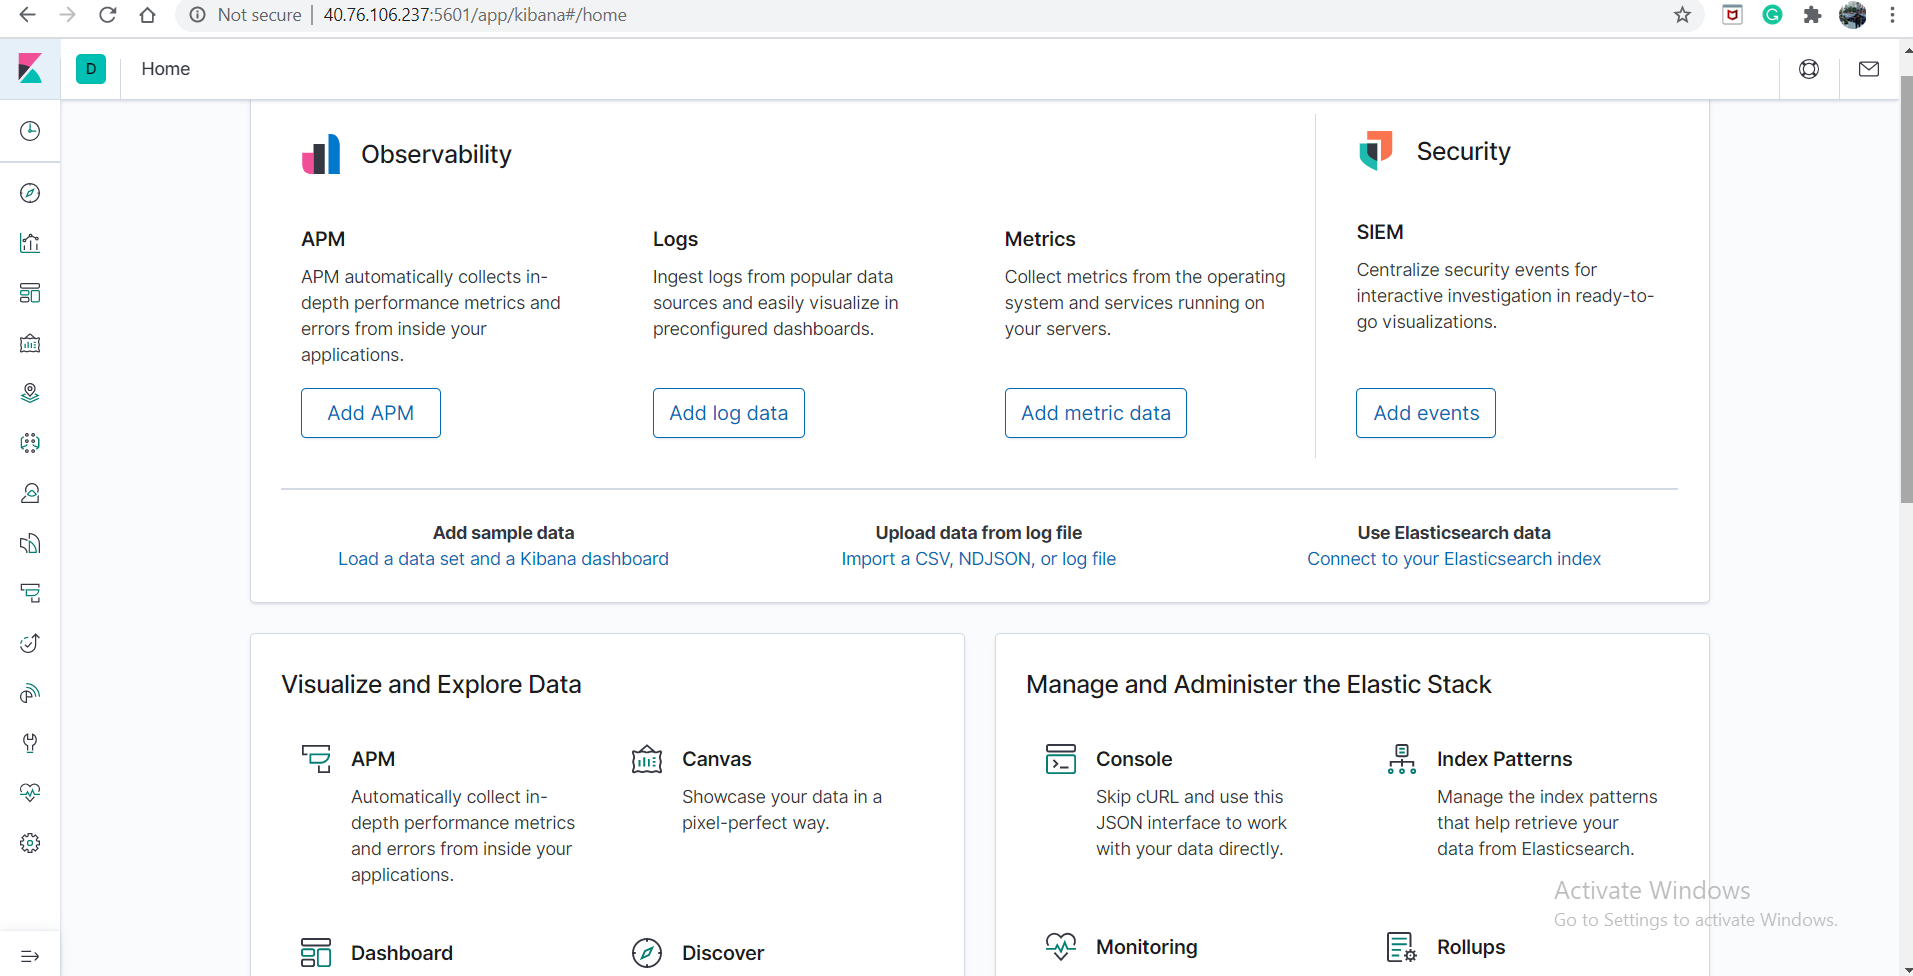 Not secure | 40.76.106.237:5601/app/kibana#/home
D
Home
Observability
Security
APM
APM automatically collects in-
depth performance metrics and
errors from inside your
applications.
Add APM
Logs
Ingest logs from popular data
sources and easily visualize in
preconfigured dashboards.
Add log data
Metrics
Collect metrics from the operating
system and services running on
your servers.
Add metric data
SIEM
Centralize security events for
interactive investigation in ready-to-
go visualizations.
Add events
Add sample data
Load a data set and a Kibana dashboard
Upload data from log file
Import a CSV, NDJSON, or log file
Use Elasticsearch data
Connect to your Elasticsearch index
Visualize and Explore Data
APM
Automatically collect in-
depth performance metrics
and errors from inside your
applications.
Canvas
Showcase your data in a
pixel-perfect way.
Dashboard
Discover
Manage and Administer the Elastic Stack
Console
Skip cURL and use this
JSON interface to work
with your data directly.
Index Patterns
Manage the index patterns
that help retrieve your
data from Elasticsearch.
Monitoring
Rollups
Activate Windows
Go to Settings to activate Windows.